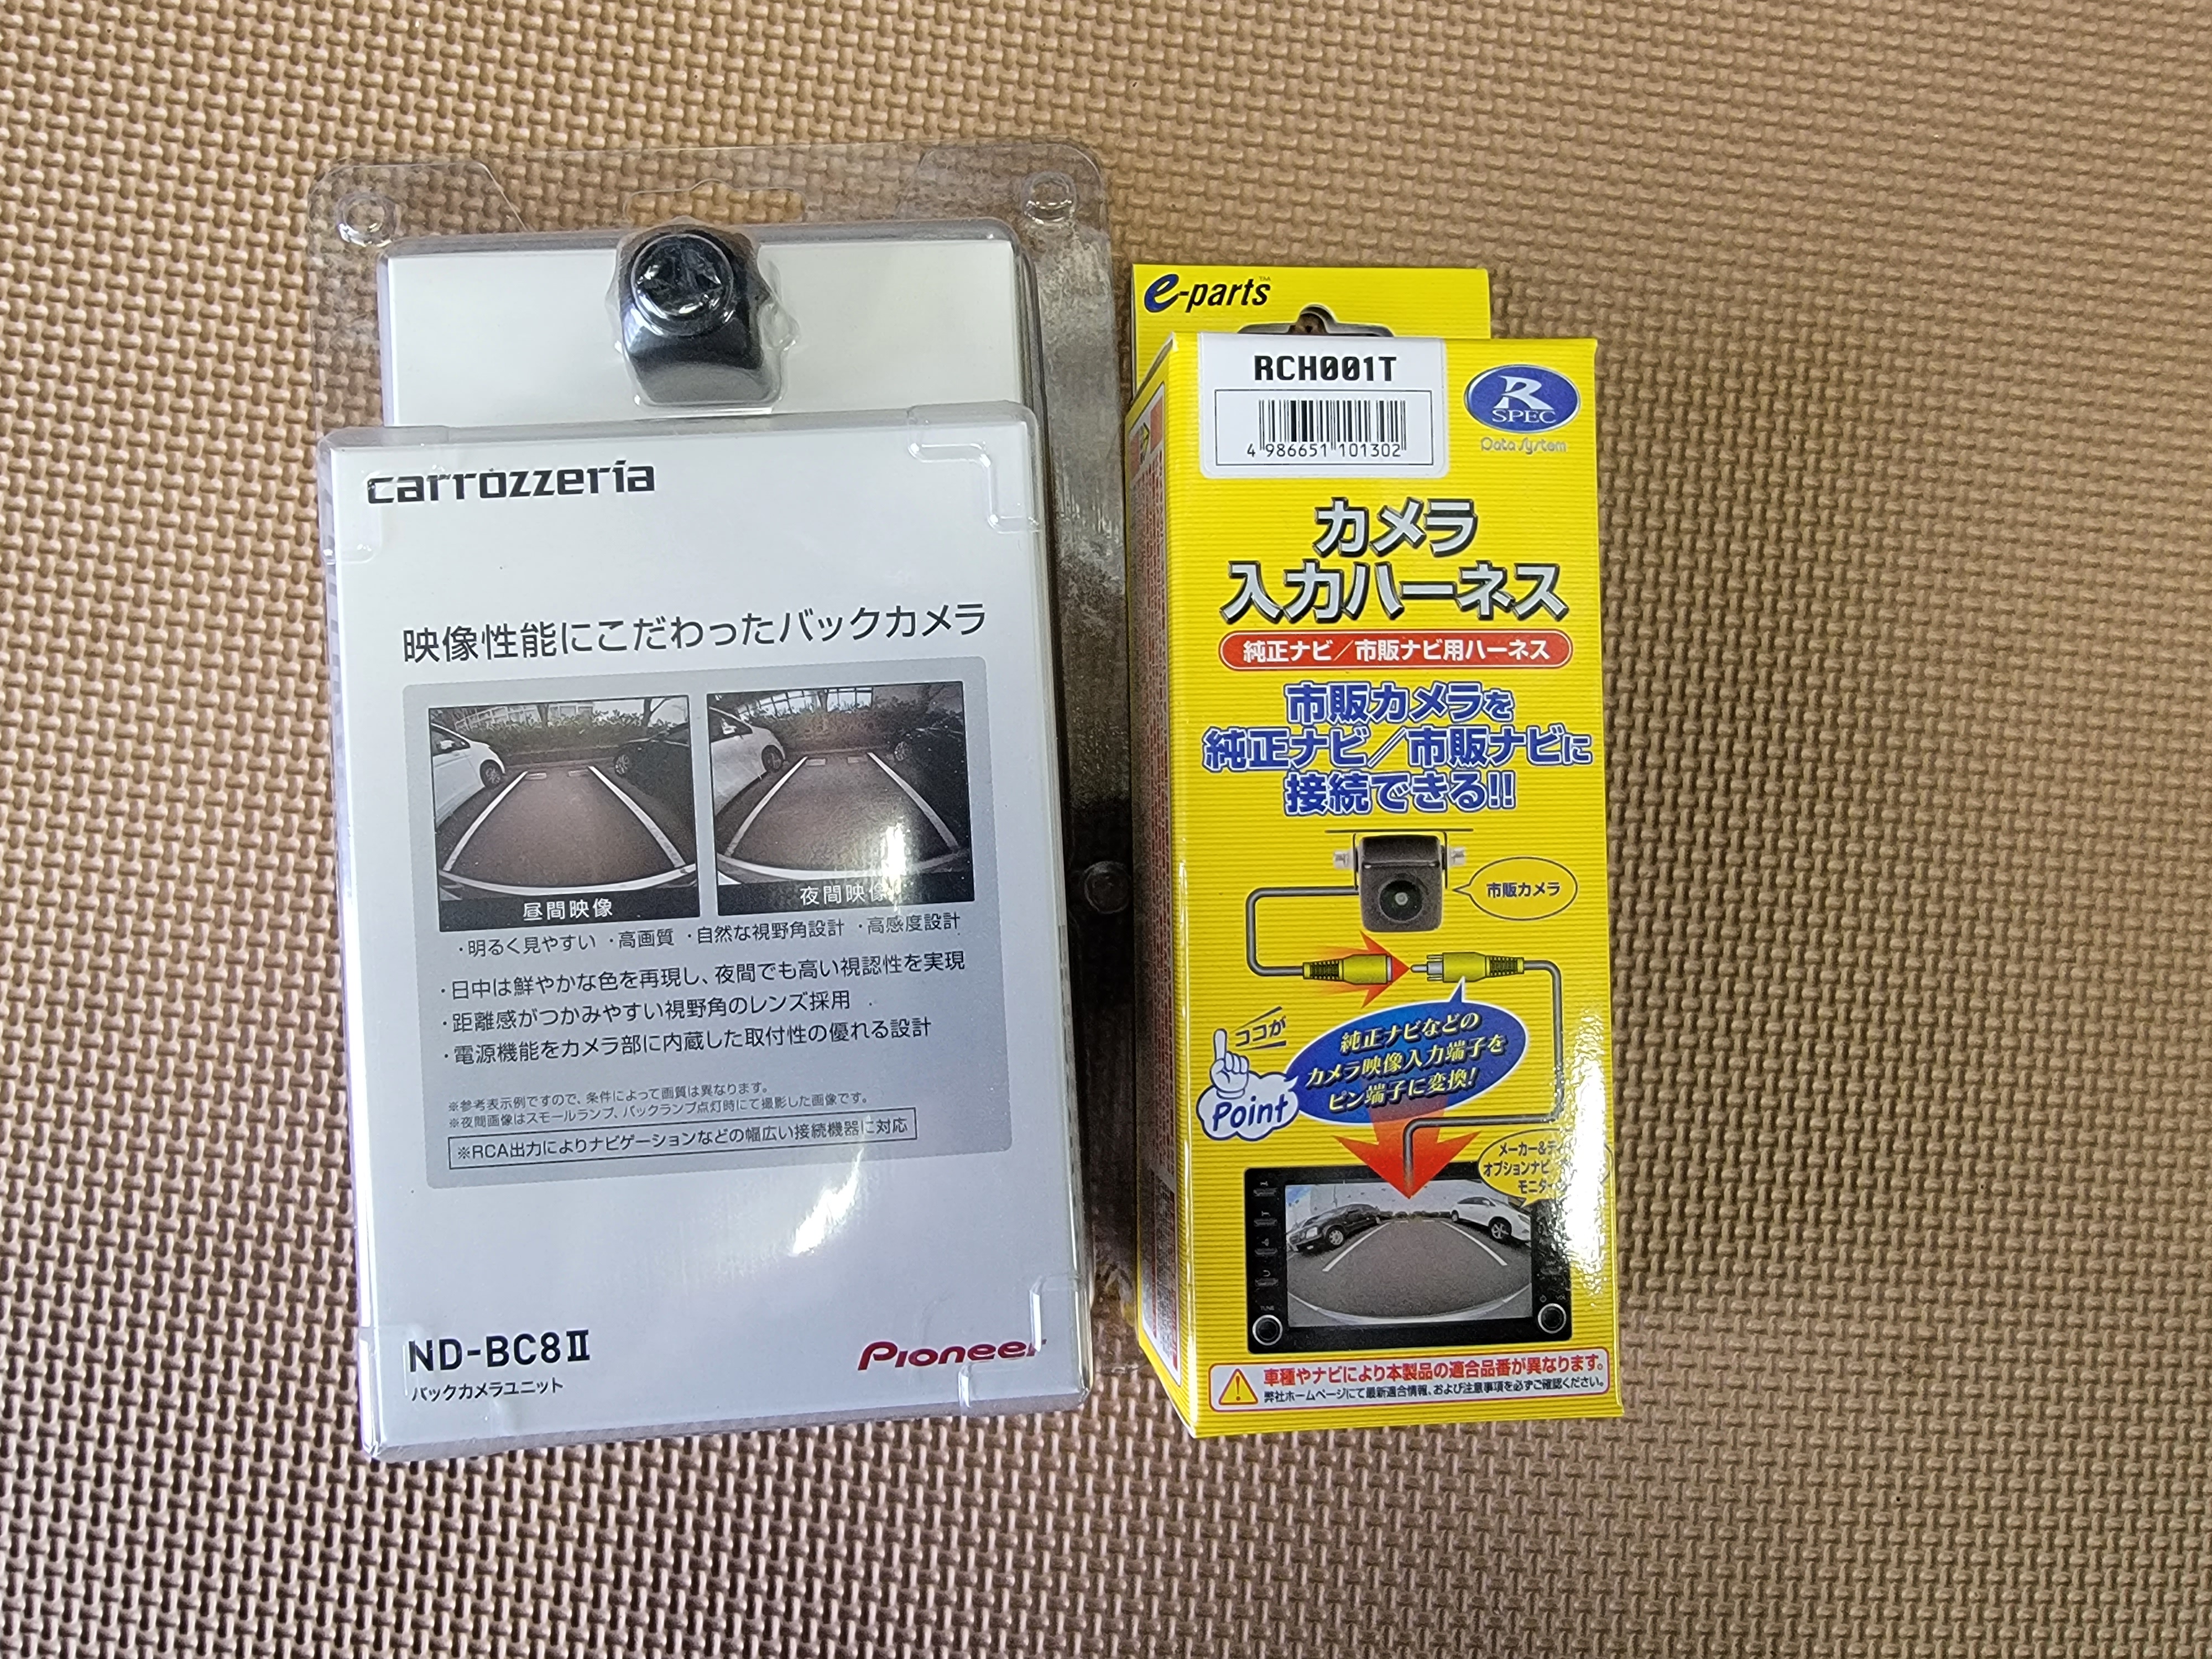 carrozzeria
映像性能にこだわったバックカメラ
昼間映像
夜間映像
・明るく見やすい ・高画質 ・自然な視野角設計 ・高感度設計
・日中は鮮やかな色を再現し、夜間でも高い視認性を実現
・距離感がつかみやすい視野角のレンズ採用
・電源機能をカメラ部に内蔵した取付性の優れる設計
※参考表示例ですので、条件によって画質は異なります。
※夜間画像はスモールランプ、バックランプ点灯時にて撮影した画像です。
※RCA出力によりナビゲーションなどの幅広い接続機器に対応
ND-BC8Ⅱ
バックカメラユニット
Pioneer
e-parts™
RCH001T
4 986651 101302
R
SPEC
Data System
カメラ
入力ハーネス
純正ナビ／市販ナビ用ハーネス
市販カメラを
純正ナビ／市販ナビに
接続できる!!
市販カメラ
ココが
Point
純正ナビなどの
カメラ映像入力端子を
ピン端子に変換!
メーカー&
オプションナビ
モニタ
TUNE
VOL
車種やナビにより本製品の適合品番が異なります。
弊社ホームページにて最新適合情報、および注意事項を必ずご確認ください。